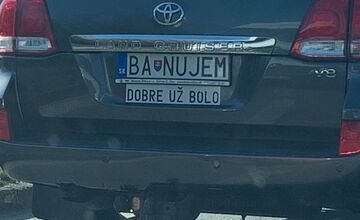 LAND CRUISER
SK BA NUJEM
V8
DOBRE UŽ BOLO